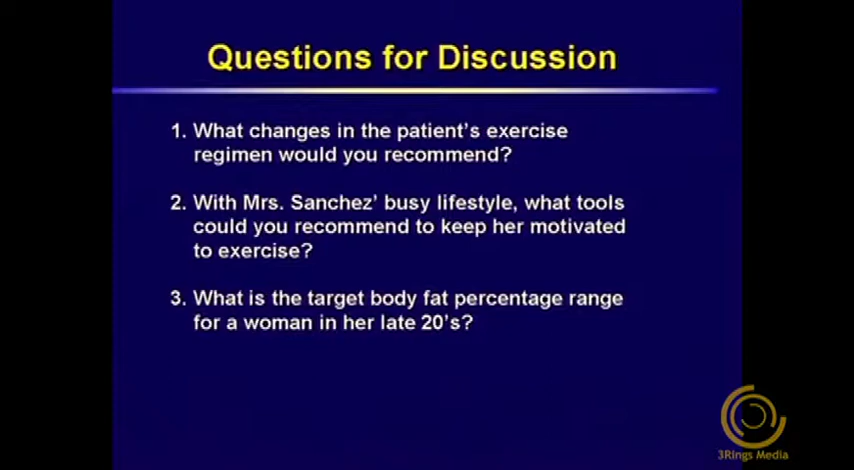 Questions for Discussion
1. What changes in the patient's exercise
regimen would you recommend?
2. With Mrs. Sanchez' busy lifestyle, what tools
could you recommend to keep her motivated
to exercise?
3. What is the target body fat percentage range
for a woman in her late 20's?
3Rings Media